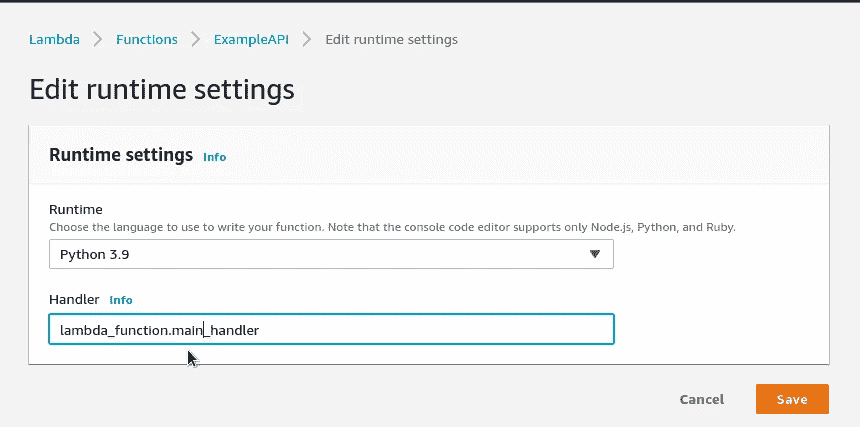 Lambda > Functions > ExampleAPI > Edit runtime settings
Edit runtime settings
Runtime settings Info
Runtime
Choose the language to use to write your function. Note that the console code editor supports only Node.js, Python, and Ruby.
Python 3.9
Handler Info
lambda_function.main_handler
Cancel Save